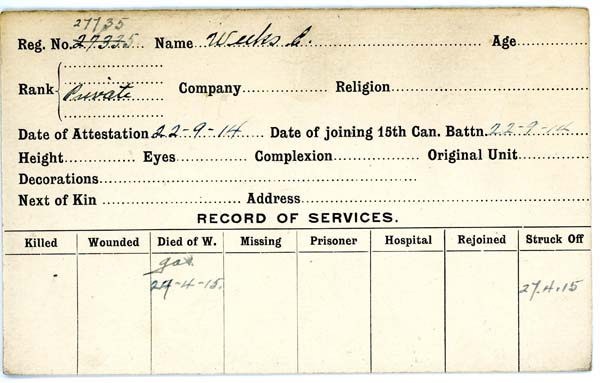 27735
Reg. No. 27335 Name Weeks C. Age
Rank Private Company Religion
Date of Attestation 22-9-14 Date of joining 15th Can. Battn. 22-9-14
Height Eyes Complexion Original Unit
Decorations
Next of Kin Address
RECORD OF SERVICES.
Killed Wounded Died of W. Missing Prisoner Hospital Rejoined Struck Off
gas
24-4-15. 27.4.15